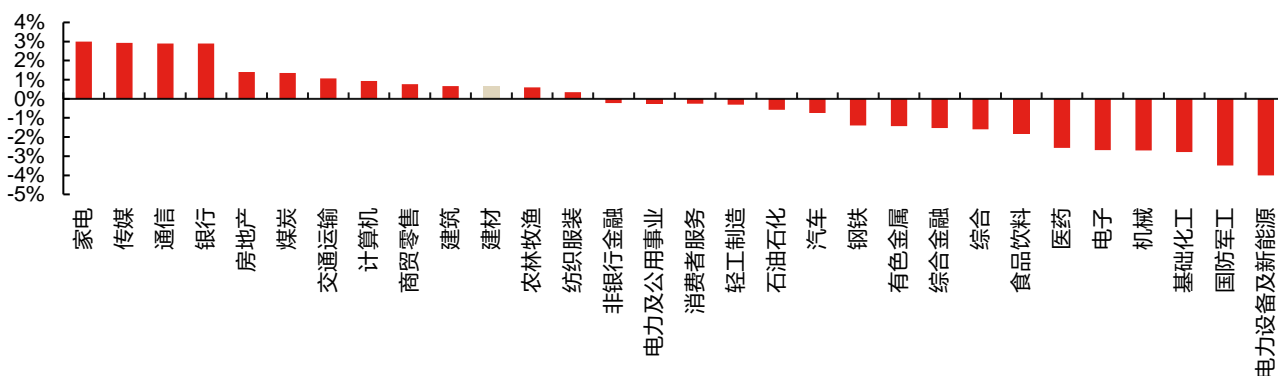 4%
3%
2%
1%
0%
-1%
-2%
-3%
-4%
-5%
家电
传媒
通信
银行
房地产
煤炭
交通运输
计算机
商贸零售
建筑
建材
农林牧渔
纺织服装
非银行金融
电力及公用事业
消费者服务
轻工制造
石油石化
汽车
钢铁
有色金属
综合金融
综合
食品饮料
医药
电子
机械
基础化工
国防军工
电力设备及新能源